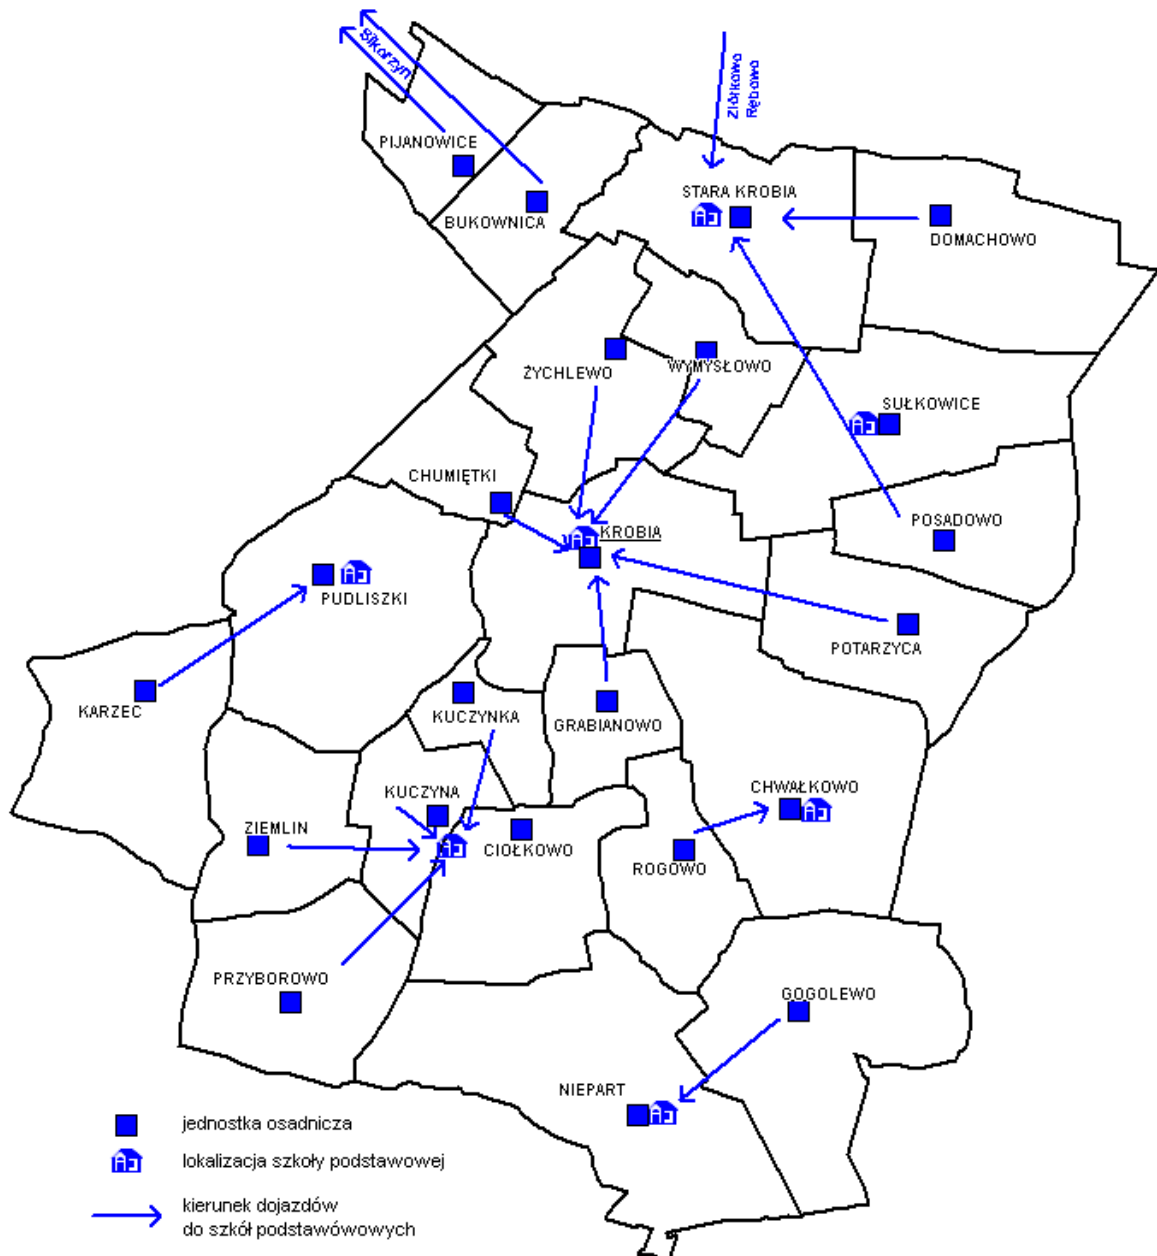 Sikorzyn
Ziółkowo
Rębowo
PIJANOWICE
STARA KROBIA
BUKOWNICA
DOMACHOWO
ŻYCHLEWO
WYMYSŁOWO
SUŁKOWICE
CHUMIĘTKI
POSADOWO
KROBIA
PUDLISZKI
POTARZYCA
KARZEC
KUCZYNKA
GRABIANOWO
KUCZYNA
CHWAŁKOWO
ZIEMLIN
CIOŁKOWO
ROGOWO
PRZYBOROWO
GOGOLEWO
NIEPART
jednostka osadnicza
lokalizacja szkoły podstawowej
kierunek dojazdów
do szkół podstawówowych